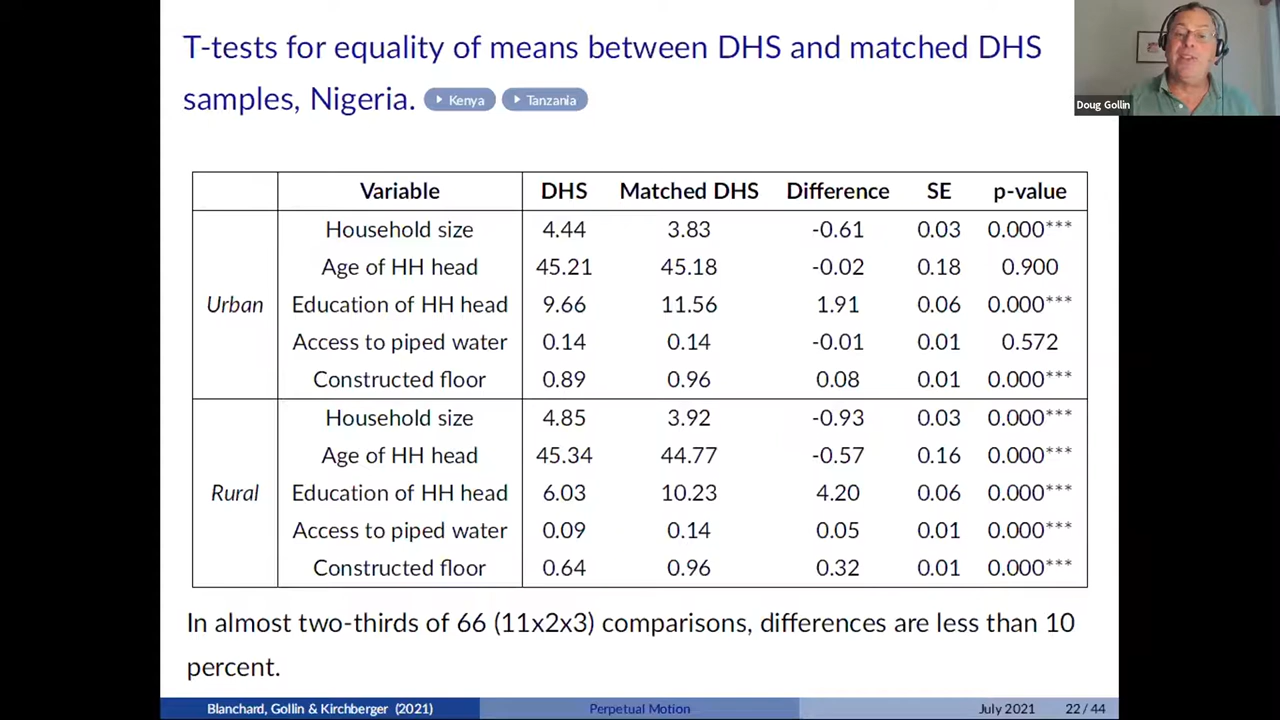 T-tests for equality of means between DHS and matched DHS
samples, Nigeria. Kenya Tanzania
Doug Gollin
Variable DHS Matched DHS Difference SE p-value
Urban
Household size 4.44 3.83 -0.61 0.03 0.000***
Age of HH head 45.21 45.18 -0.02 0.18 0.900
Education of HH head 9.66 11.56 1.91 0.06 0.000***
Access to piped water 0.14 0.14 -0.01 0.01 0.572
Constructed floor 0.89 0.96 0.08 0.01 0.000***
Rural
Household size 4.85 3.92 -0.93 0.03 0.000***
Age of HH head 45.34 44.77 -0.57 0.16 0.000***
Education of HH head 6.03 10.23 4.20 0.06 0.000***
Access to piped water 0.09 0.14 0.05 0.01 0.000***
Constructed floor 0.64 0.96 0.32 0.01 0.000***
In almost two-thirds of 66 (11x2x3) comparisons, differences are less than 10
percent.
Blanchard, Gollin & Kirchberger (2021) Perpetual Motion July 2021 22 / 44